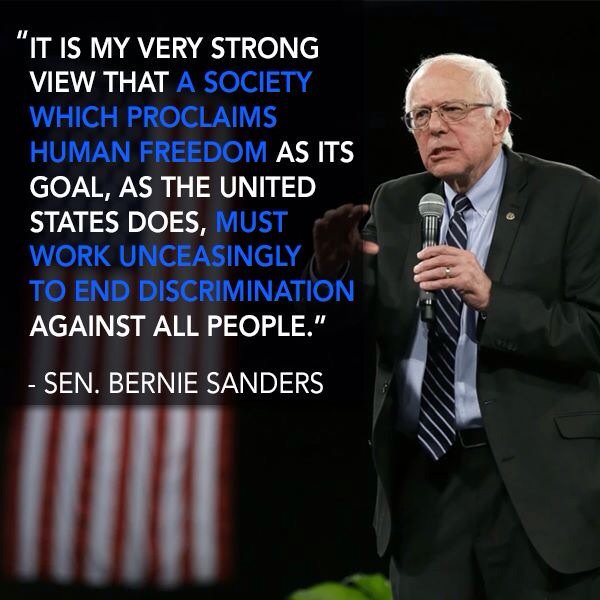 “IT IS MY VERY STRONG
VIEW THAT A SOCIETY
WHICH PROCLAIMS
HUMAN FREEDOM AS ITS
GOAL, AS THE UNITED
STATES DOES, MUST
WORK UNCEASINGLY
TO END DISCRIMINATION
AGAINST ALL PEOPLE.”
- SEN. BERNIE SANDERS